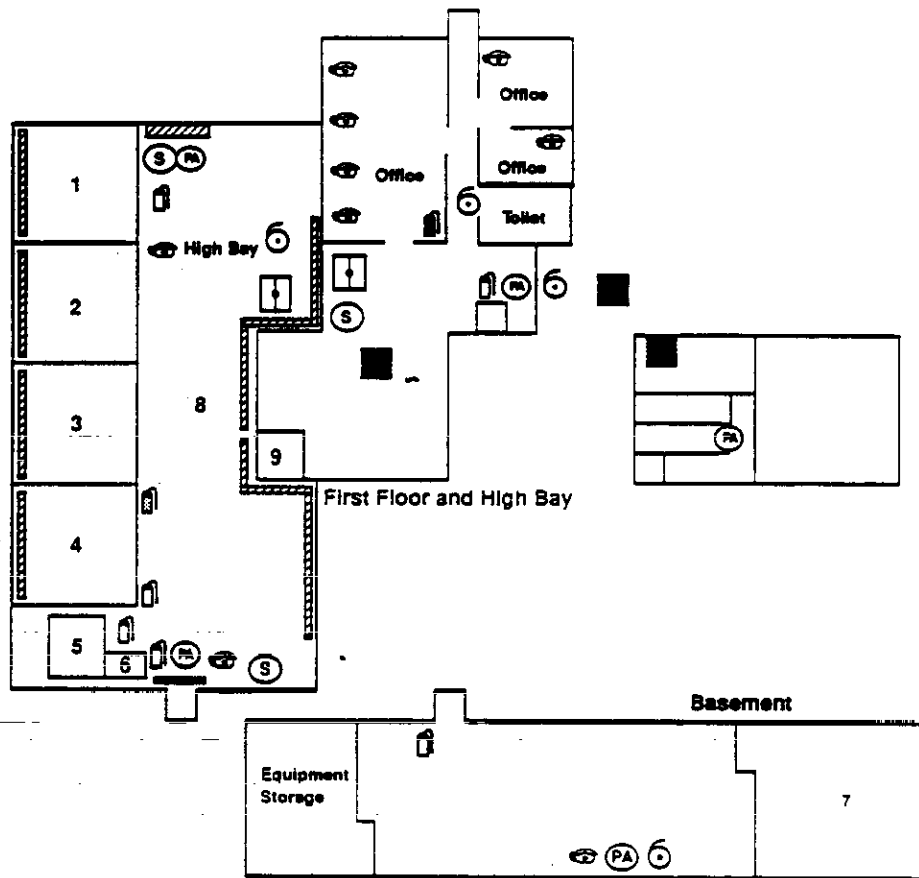 Office
Office
Office
Toilet
1
S
PA
High Bay
2
PA
S
3
8
9
First Floor and High Bay
PA
4
5
6
PA
S
Basement
Equipment
Storage
7
PA